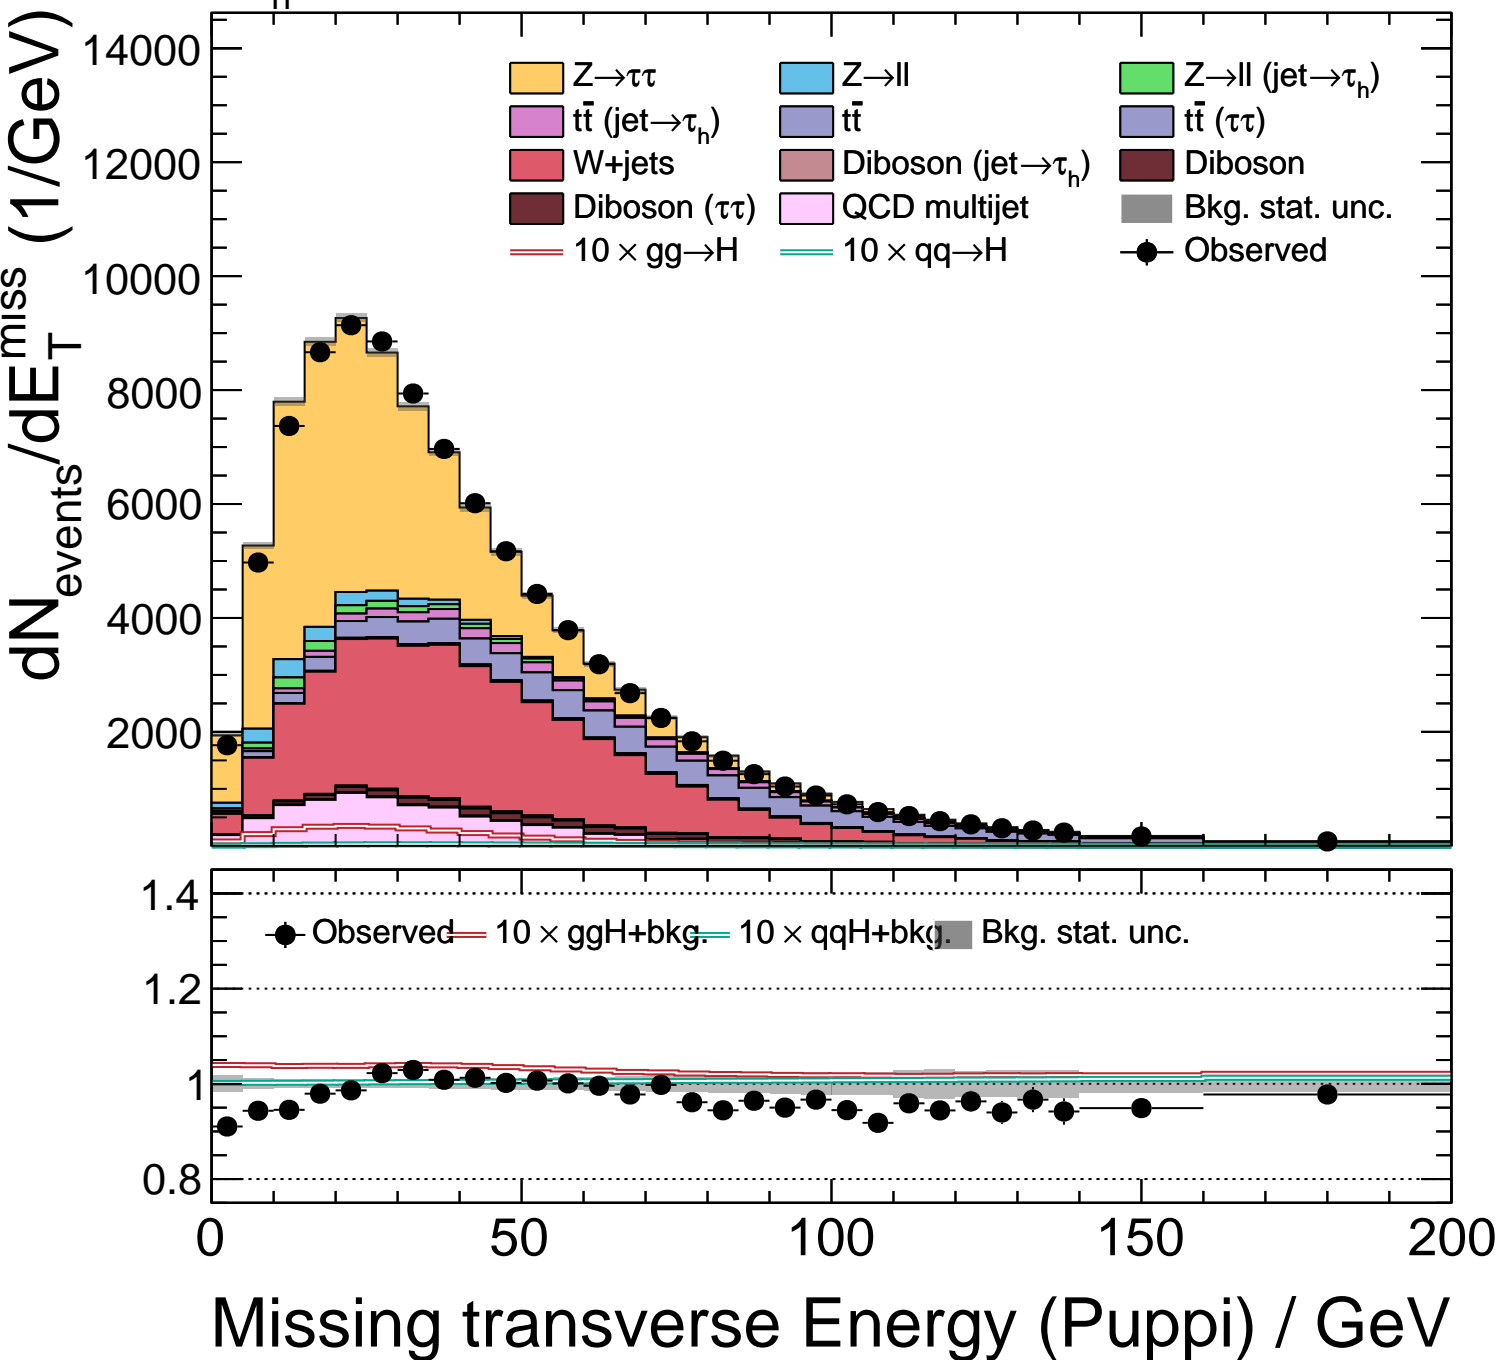 dN_events/dE_T^miss (1/GeV)
14000
12000
10000
8000
6000
4000
2000
Z→ττ Z→ll Z→ll (jet→τ_h)
tt̄ (jet→τ_h) tt̄ tt̄ (ττ)
W+jets Diboson (jet→τ_h) Diboson
Diboson (ττ) QCD multijet Bkg. stat. unc.
10 × gg→H 10 × qq→H Observed
1.4
1.2
1
0.8
Observed 10 × ggH+bkg. 10 × qqH+bkg. Bkg. stat. unc.
0 50 100 150 200
Missing transverse Energy (Puppi) / GeV